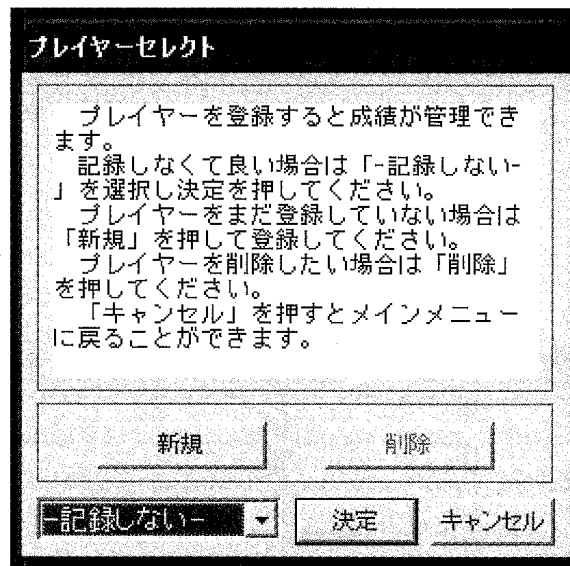 プレイヤーセレクト
プレイヤーを登録すると成績が管理でき
ます。
記録しなくて良い場合は「-記録しない-
」を選択し決定を押してください。
プレイヤーをまだ登録していない場合は
「新規」を押して登録してください。
プレイヤーを削除したい場合は「削除」
を押してください。
「キャンセル」を押すとメインメニュー
に戻ることができます。
新規 削除
-記録しない- 決定 キャンセル